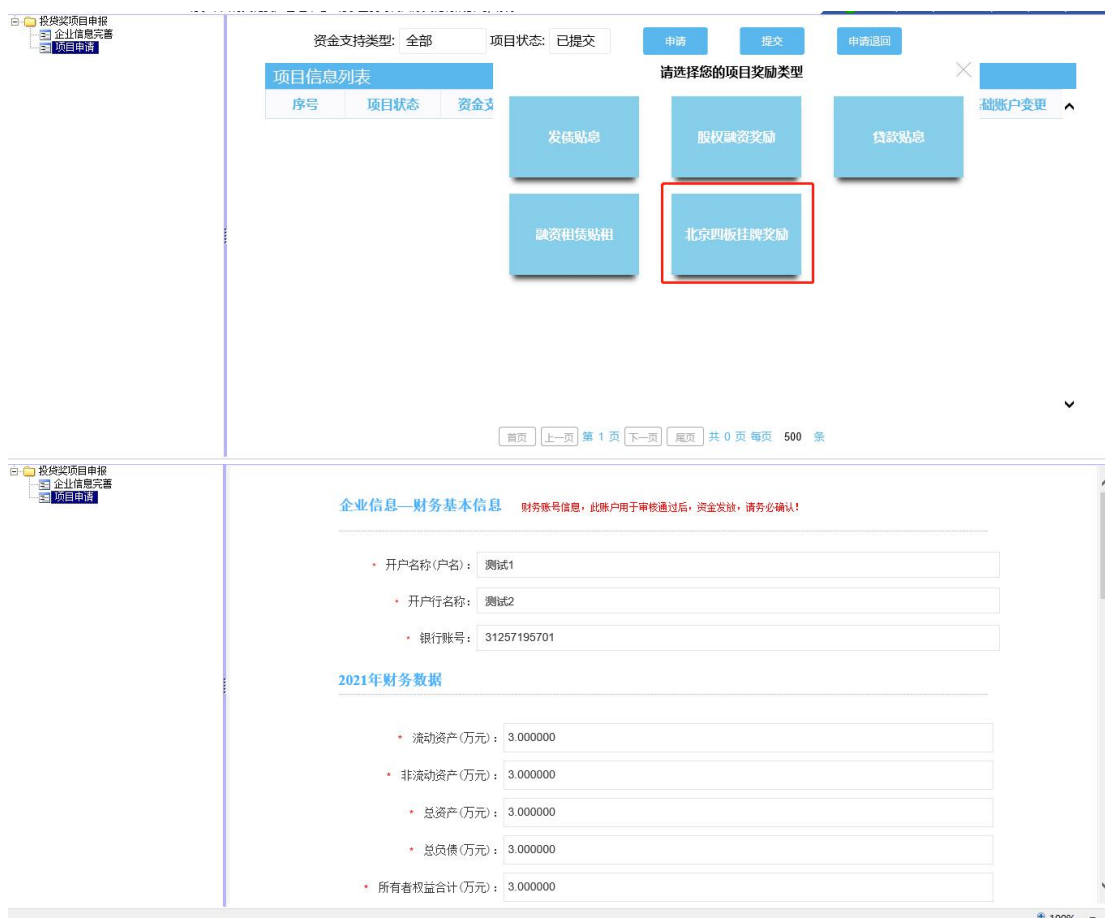 投贷奖项目申报
企业信息完善
项目申请
资金支持类型: 全部 项目状态: 已提交 申请 提交 申请退回
项目信息列表
请选择您的项目奖励类型
序号 项目状态 资金支 础账户变更
发债贴息 股权融资奖励 贷款贴息
融资租赁贴租 北京四板挂牌奖励
首页 上一页 第 1 页 下一页 尾页 共 0 页 每页 500 条
投贷奖项目申报
企业信息完善
项目申请
企业信息—财务基本信息 财务账号信息，此账户用于审核通过后，资金发放，请务必确认！
* 开户名称(户名)： 测试1
* 开户行名称： 测试2
* 银行账号： 31257195701
2021年财务数据
* 流动资产(万元)： 3.000000
* 非流动资产(万元)： 3.000000
* 总资产(万元)： 3.000000
* 总负债(万元)： 3.000000
* 所有者权益合计(万元)： 3.000000
100%